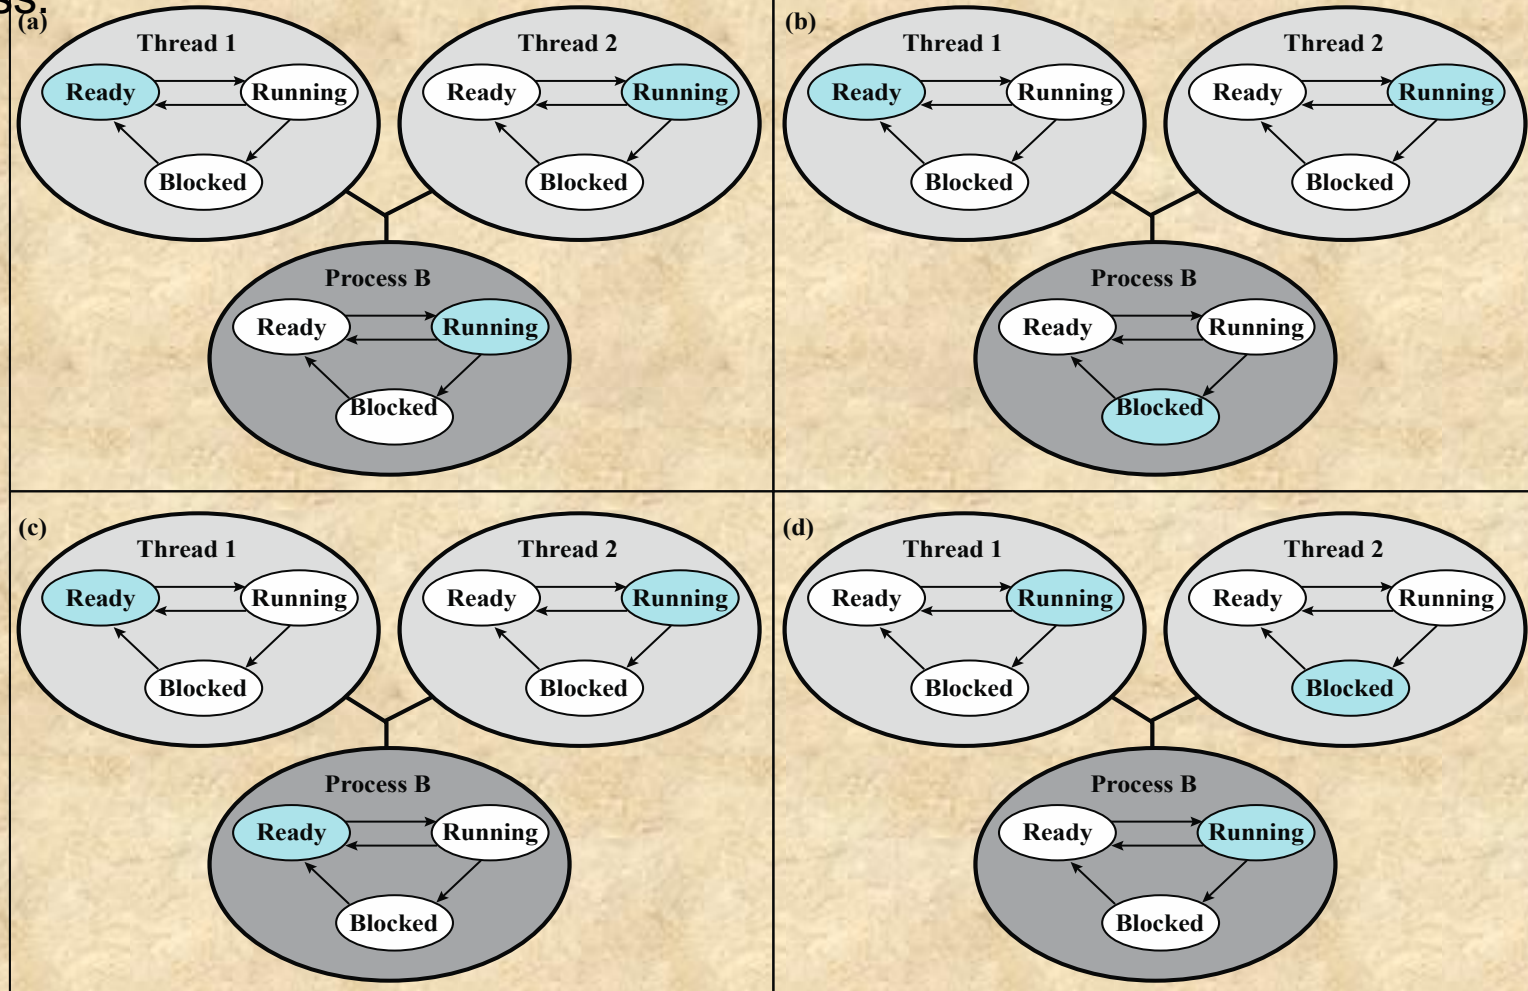 ss.
(a)
Thread 1
Thread 2
Ready Running
Ready Running
Blocked
Blocked
Process B
Ready Running
Blocked
(b)
Thread 1
Thread 2
Ready Running
Ready Running
Blocked
Blocked
Process B
Ready Running
Blocked
(c)
Thread 1
Thread 2
Ready Running
Ready Running
Blocked
Blocked
Process B
Ready Running
Blocked
(d)
Thread 1
Thread 2
Ready Running
Ready Running
Blocked
Blocked
Process B
Ready Running
Blocked